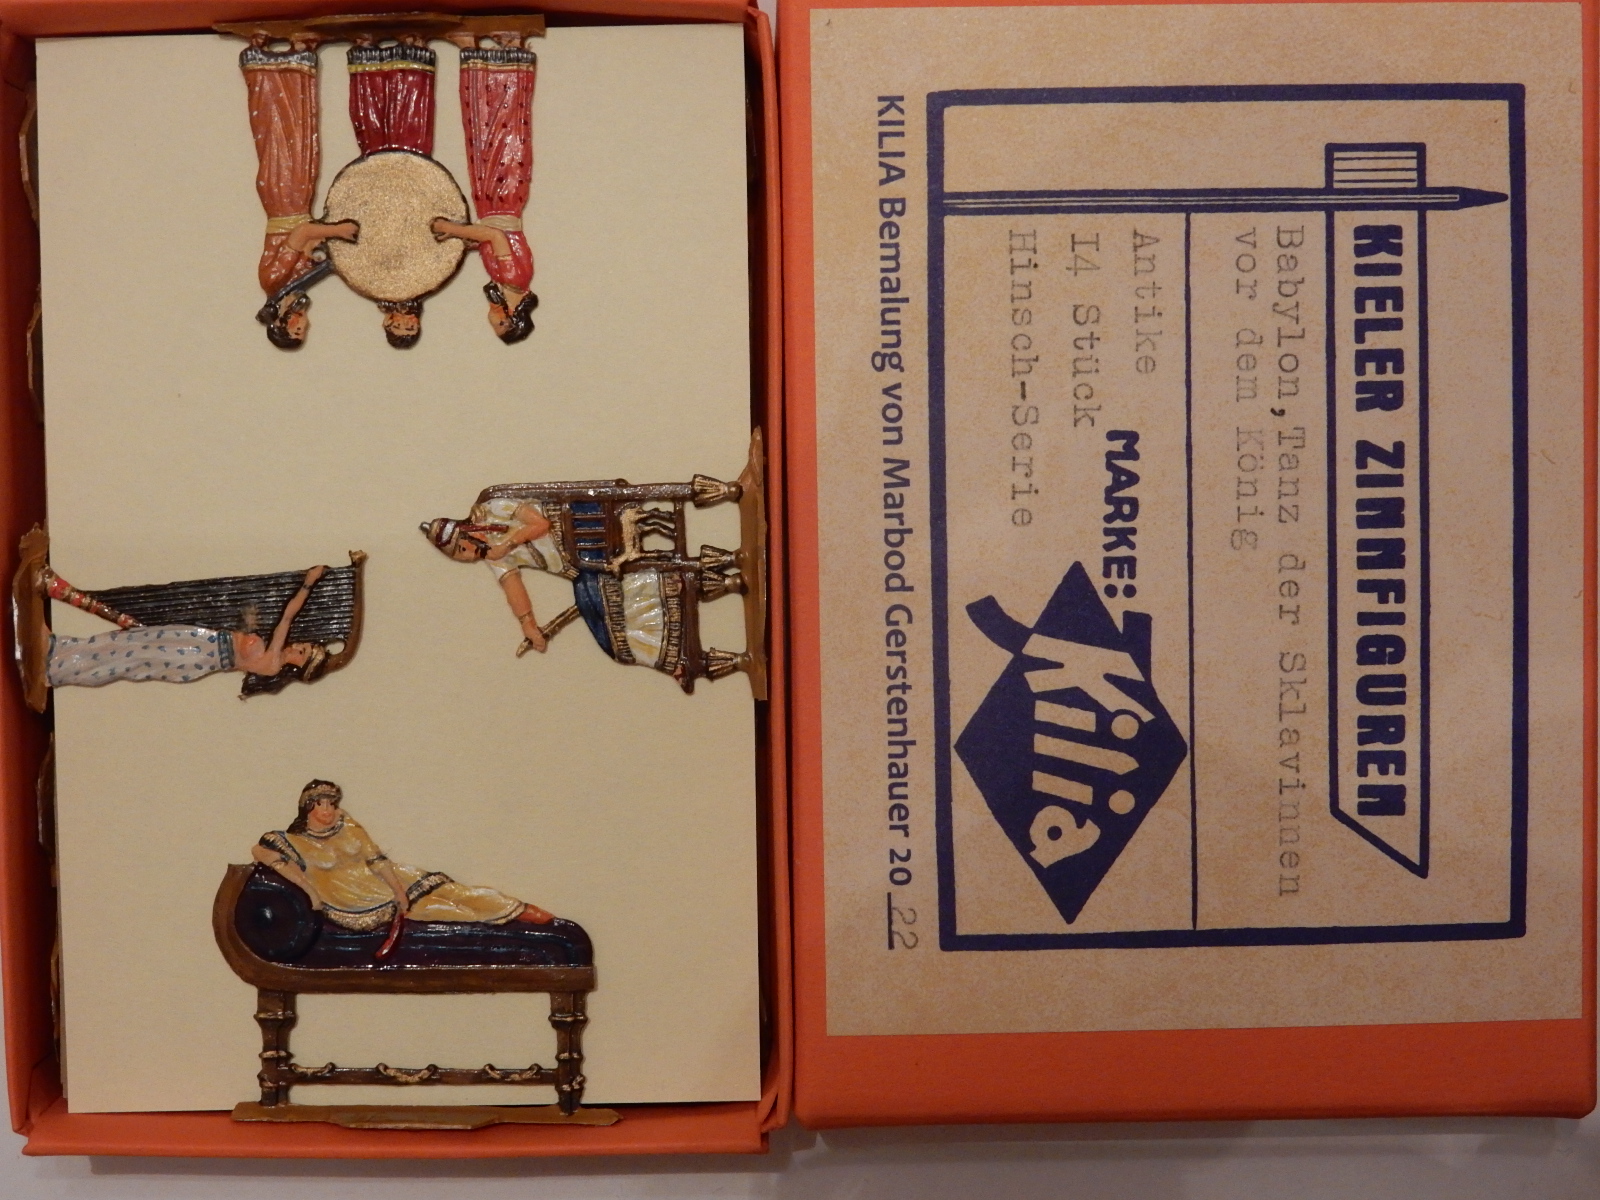 KIELER ZINNFIGUREN
Babylon,Tanz der Sklavinnen
vor dem König
Antike
I4 Stück
Hinsch-Serie
MARKE:
Kilia
KILIA Bemalung von Marbod Gerstenhauer 20 22